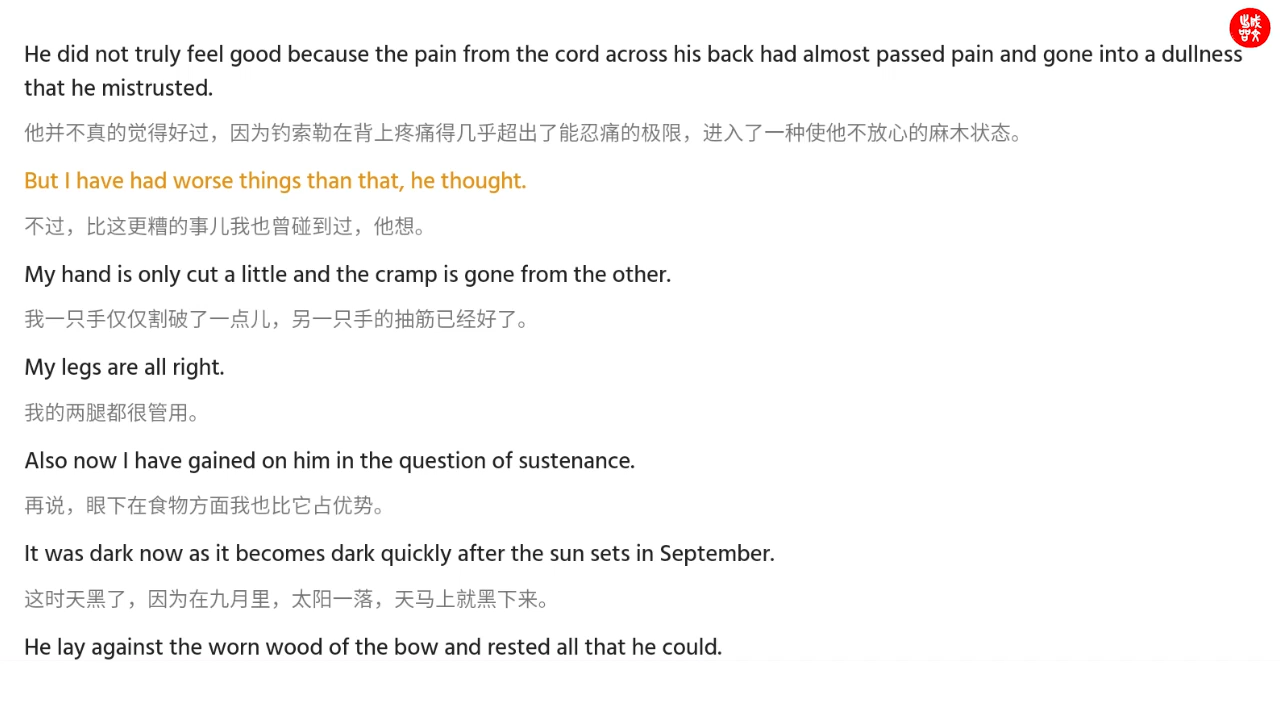 He did not truly feel good because the pain from the cord across his back had almost passed pain and gone into a dullness
that he mistrusted.
他并不真的觉得好过，因为钓索勒在背上疼痛得几乎超出了能忍痛的极限，进入了一种使他不放心的麻木状态。
But I have had worse things than that, he thought.
不过，比这更糟的事儿我也曾碰到过，他想。
My hand is only cut a little and the cramp is gone from the other.
我一只手仅仅割破了一点儿，另一只手的抽筋已经好了。
My legs are all right.
我的两腿都很管用。
Also now I have gained on him in the question of sustenance.
再说，眼下在食物方面我也比它占优势。
It was dark now as it becomes dark quickly after the sun sets in September.
这时天黑了，因为在九月里，太阳一落，天马上就黑下来。
He lay against the worn wood of the bow and rested all that he could.